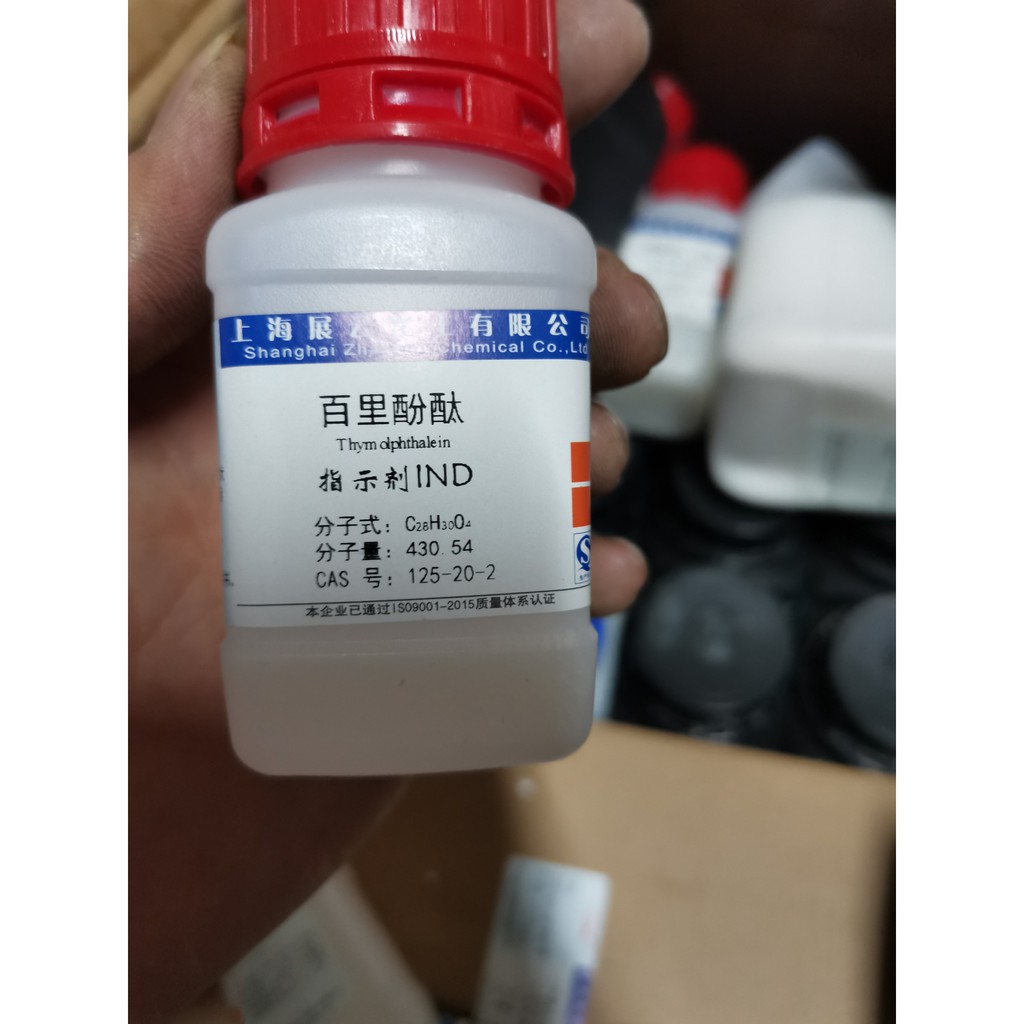 上海展 有限公司
Shanghai Chemical Co.,Ltd
百里酚酞
Thymolphthalein
指示剂IND
分子式: C28H30O4
分子量: 430.54
CAS 号: 125-20-2
本企业已通过ISO9001-2015质量体系认证